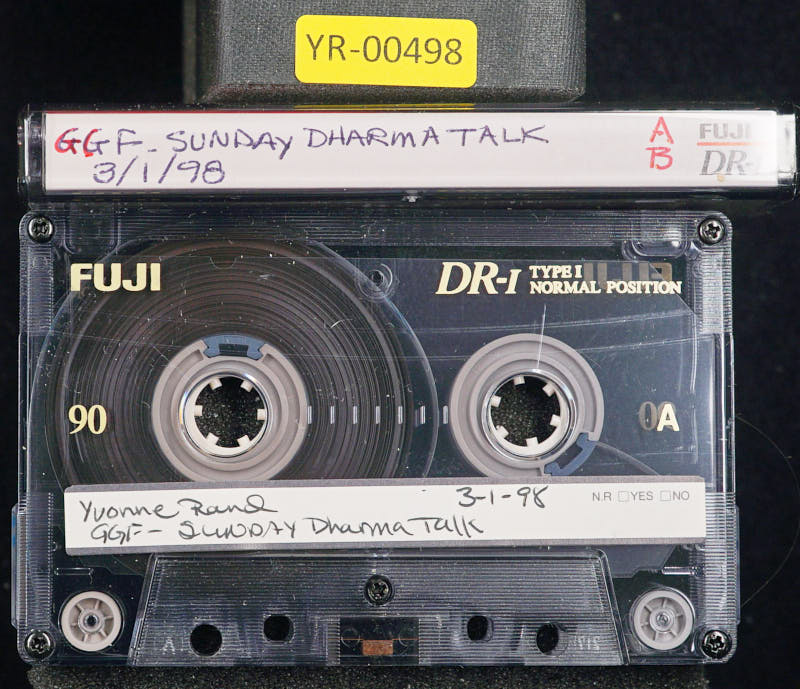 YR-00498
GGF - SUNDAY DHARMA TALK
3/1/98
A
B
FUJI
DR-I
FUJI
DR-I TYPE I
NORMAL POSITION
90
A
Yvonne Rand 3-1-98
N.R □YES □NO
GGF - SUNDAY Dharma Talk
A